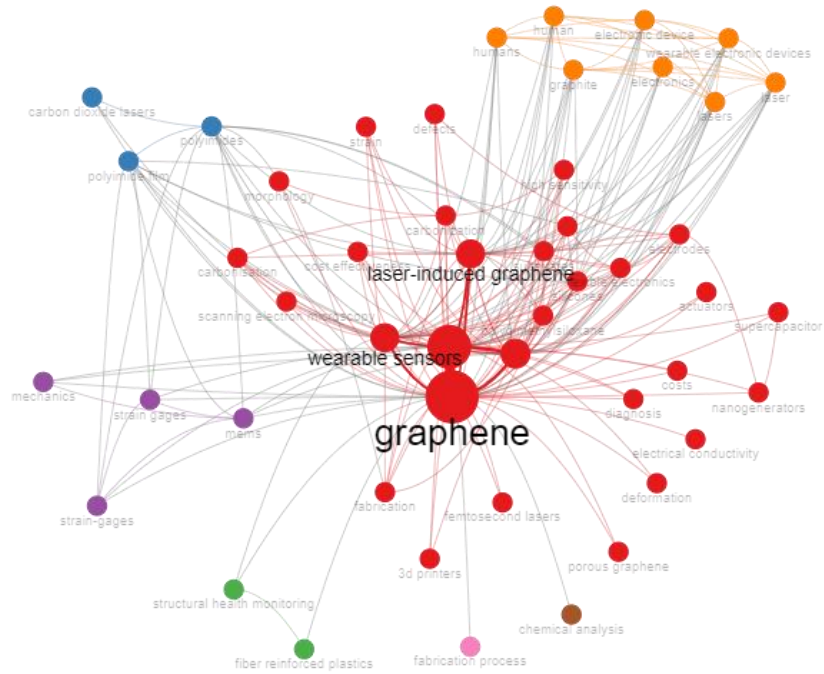 human
electronic device
humans
wearable electronic devices
graphite
electronics
laser
lasers
carbon dioxide lasers
polyimides
strain
defects
polyimide film
high sensitivity
morphology
carbonization
electrodes
carbonisation
cost effectiveness
laser-induced graphene
actuators
scanning electron microscopy
supercapacitor
wearable sensors
mechanics
costs
strain gages
diagnosis
nanogenerators
mems
graphene
electrical conductivity
fabrication
deformation
strain-gages
femtosecond lasers
3d printers
porous graphene
structural health monitoring
chemical analysis
fiber reinforced plastics
fabrication process